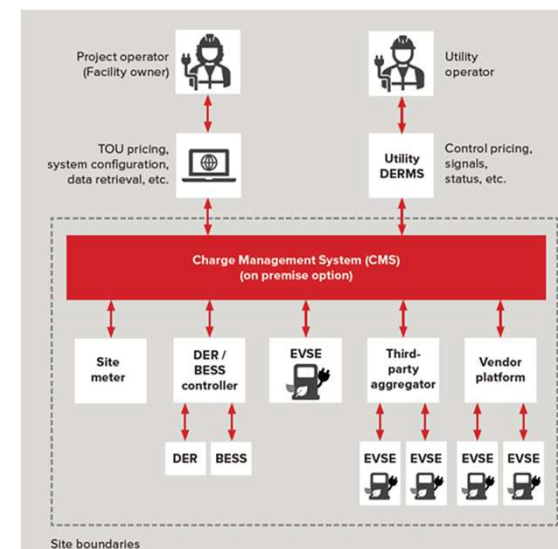 Project operator
(Facility owner)
Utility
operator
TOU pricing,
system configuration,
data retrieval, etc.
Utility
DERMS
Control pricing,
signals,
status, etc.
Charge Management System (CMS)
(on premise option)
Site
meter
DER /
BESS
controller
EVSE
Third-
party
aggregator
Vendor
platform
DER
BESS
EVSE
EVSE
EVSE
EVSE
Site boundaries